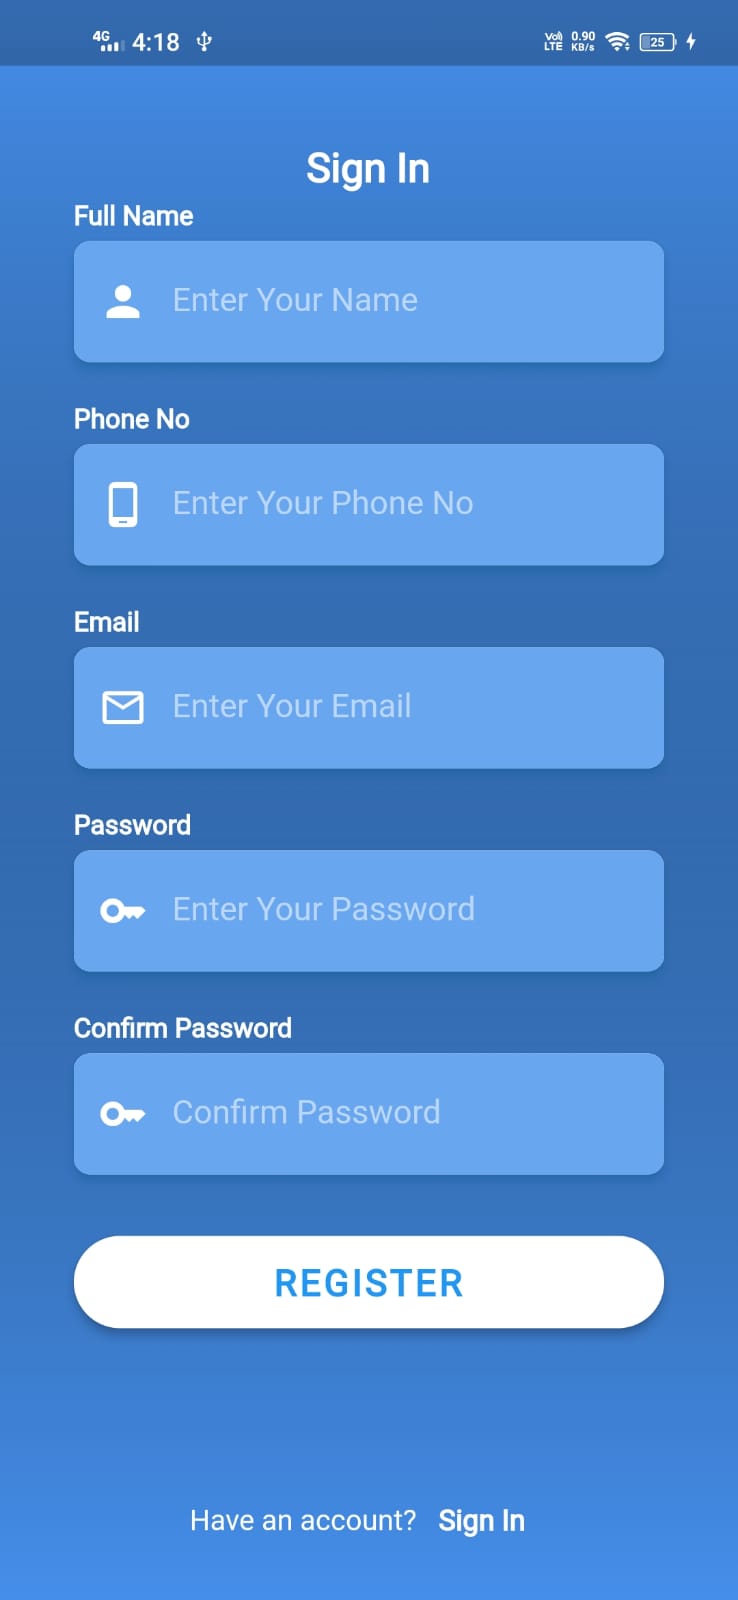 4G 4:18 Vo)) LTE 0.90 KB/s 25
Sign In
Full Name
Enter Your Name
Phone No
Enter Your Phone No
Email
Enter Your Email
Password
Enter Your Password
Confirm Password
Confirm Password
REGISTER
Have an account? Sign In